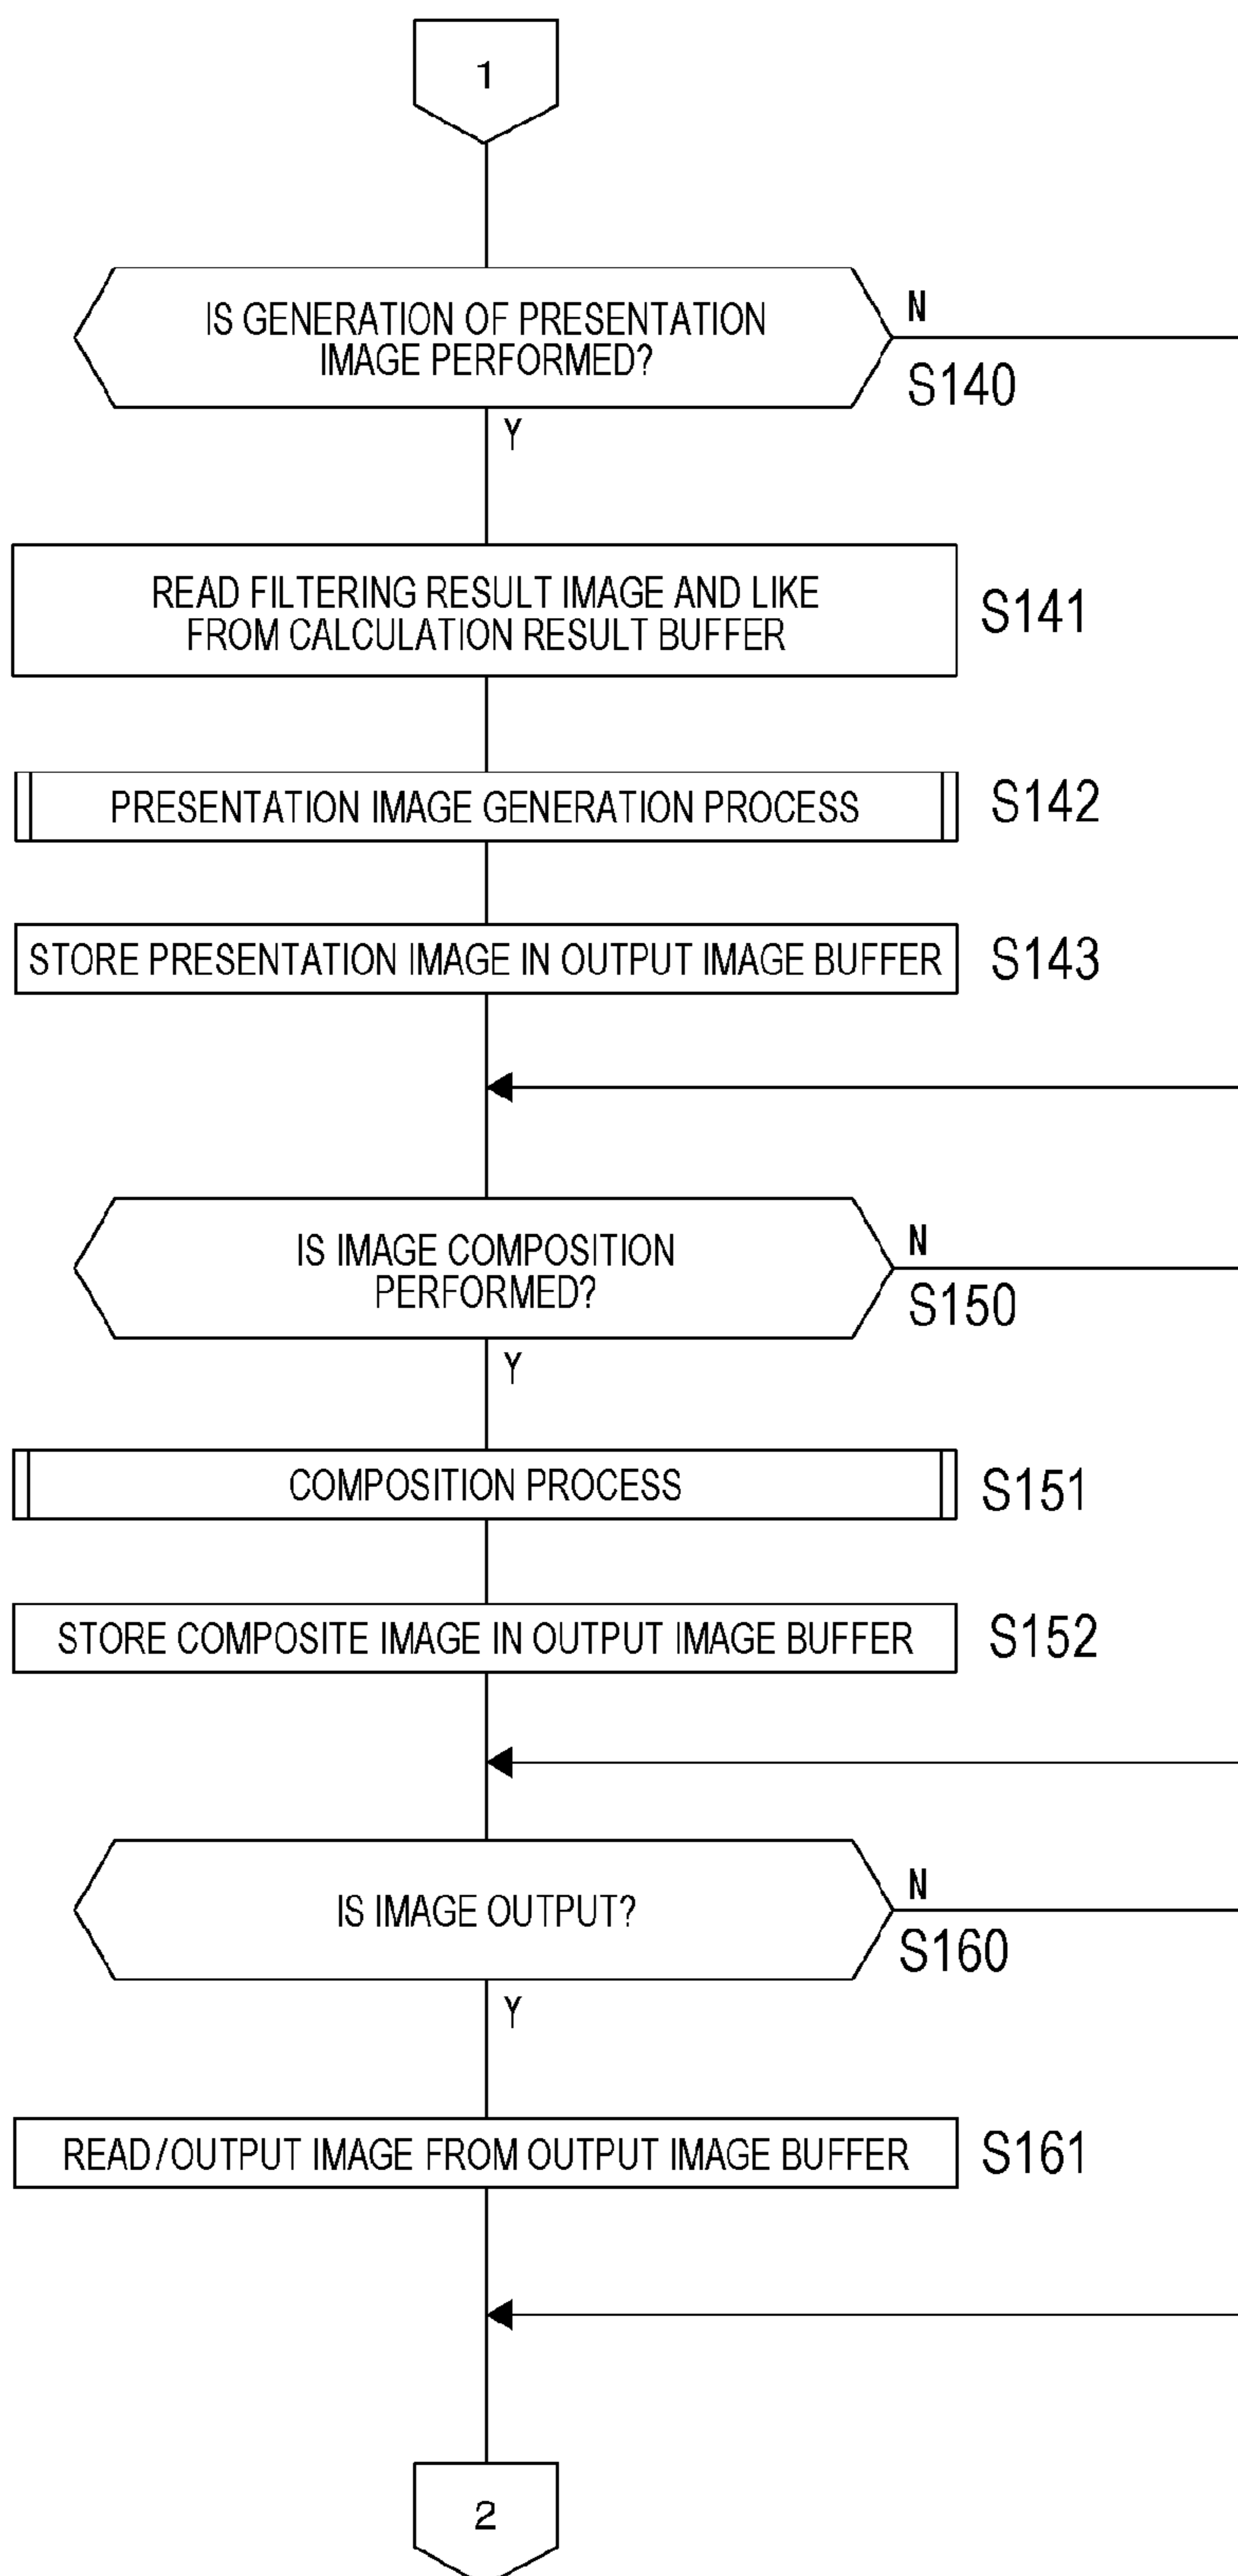 1
IS GENERATION OF PRESENTATION
IMAGE PERFORMED?
N
S140
Y
READ FILTERING RESULT IMAGE AND LIKE
FROM CALCULATION RESULT BUFFER
S141
PRESENTATION IMAGE GENERATION PROCESS
S142
STORE PRESENTATION IMAGE IN OUTPUT IMAGE BUFFER
S143
IS IMAGE COMPOSITION
PERFORMED?
N
S150
Y
COMPOSITION PROCESS
S151
STORE COMPOSITE IMAGE IN OUTPUT IMAGE BUFFER
S152
IS IMAGE OUTPUT?
N
S160
Y
READ/OUTPUT IMAGE FROM OUTPUT IMAGE BUFFER
S161
2